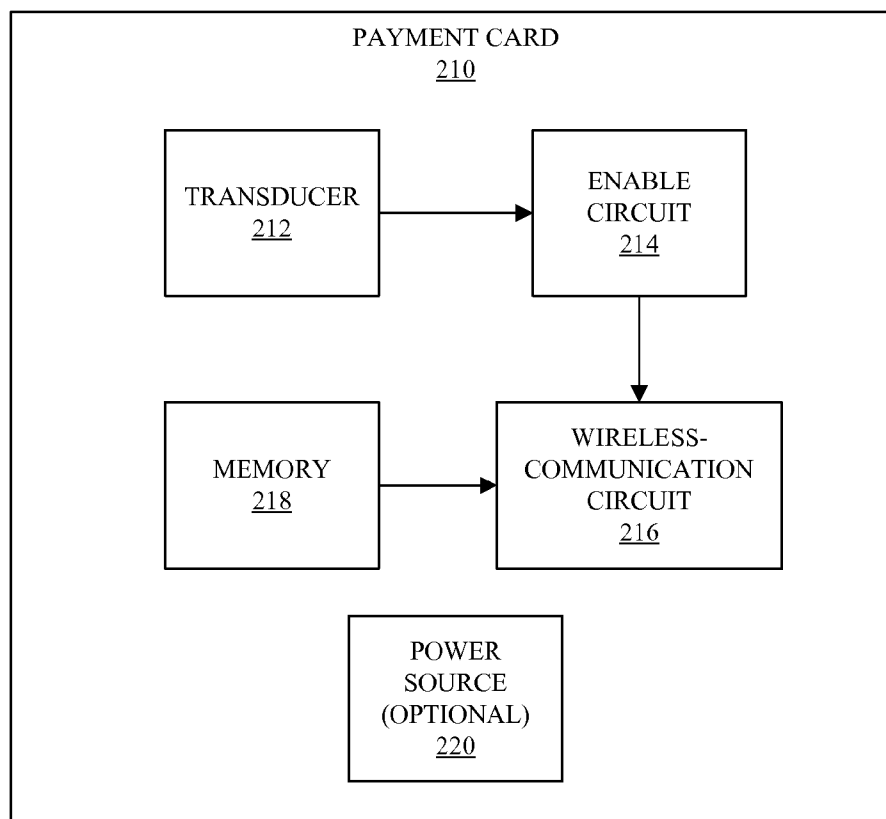 PAYMENT CARD
210
TRANSDUCER
212
ENABLE
CIRCUIT
214
MEMORY
218
WIRELESS-
COMMUNICATION
CIRCUIT
216
POWER
SOURCE
(OPTIONAL)
220